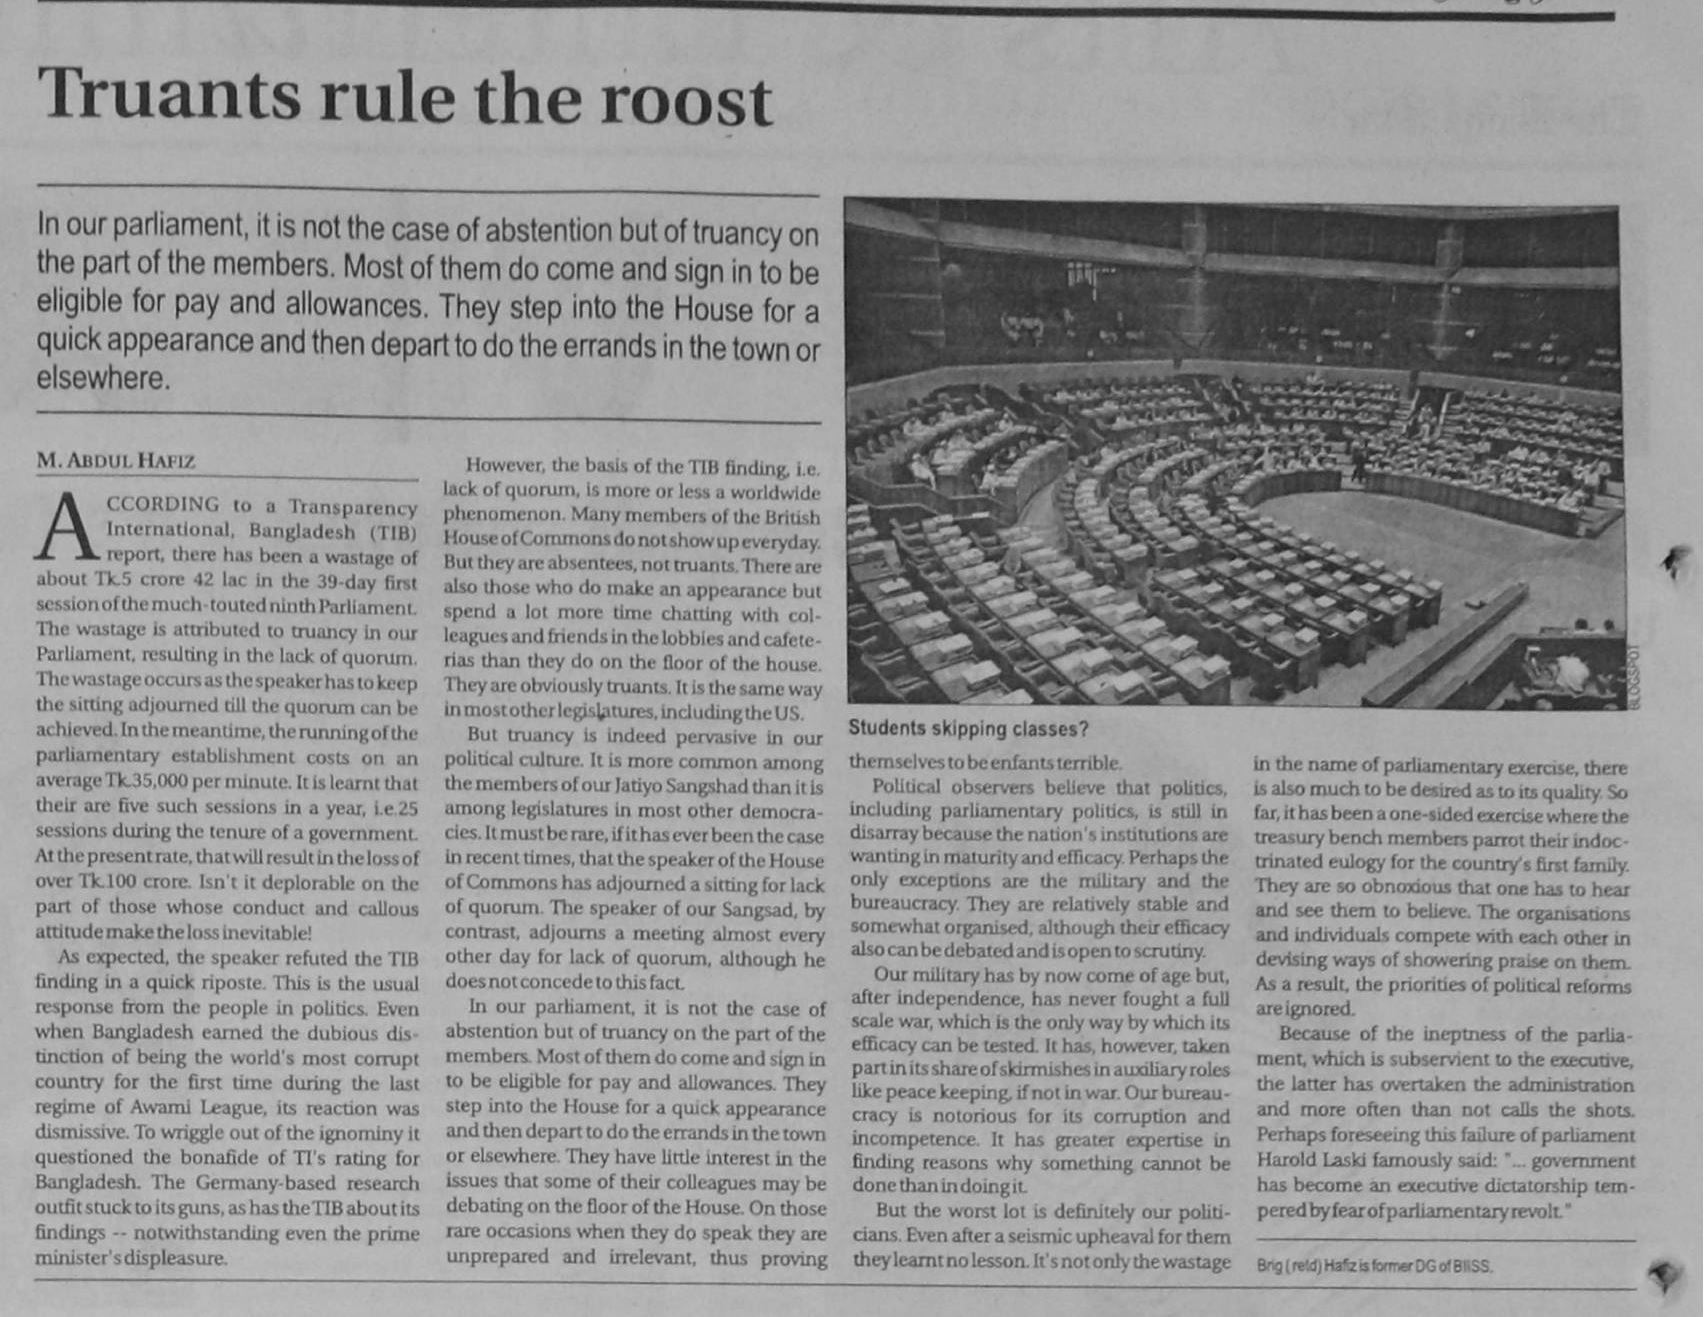 Truants rule the roost
In our parliament, it is not the case of abstention but of truancy on
the part of the members. Most of them do come and sign in to be
eligible for pay and allowances. They step into the House for a
quick appearance and then depart to do the errands in the town or
elsewhere.
M. ABDUL HAFIZ
ACCORDING to a Transparency
International, Bangladesh (TIB)
report, there has been a wastage of
about Tk.5 crore 42 lac in the 39-day first
session of the much-touted ninth Parliament.
The wastage is attributed to truancy in our
Parliament, resulting in the lack of quorum.
The wastage occurs as the speaker has to keep
the sitting adjourned till the quorum can be
achieved. In the meantime, the running of the
parliamentary establishment costs on an
average Tk.35,000 per minute. It is learnt that
their are five such sessions in a year, i.e.25
sessions during the tenure of a government.
At the present rate, that will result in the loss of
over Tk.100 crore. Isn't it deplorable on the
part of those whose conduct and callous
attitude make the loss inevitable!
As expected, the speaker refuted the TIB
finding in a quick riposte. This is the usual
response from the people in politics. Even
when Bangladesh earned the dubious dis-
tinction of being the world's most corrupt
country for the first time during the last
regime of Awami League, its reaction was
dismissive. To wriggle out of the ignominy it
questioned the bonafide of TI's rating for
Bangladesh. The Germany-based research
outfit stuck to its guns, as has the TIB about its
findings -- notwithstanding even the prime
minister's displeasure.
However, the basis of the TIB finding, i.e.
lack of quorum, is more or less a worldwide
phenomenon. Many members of the British
House of Commons do not show up everyday.
But they are absentees, not truants. There are
also those who do make an appearance but
spend a lot more time chatting with col-
leagues and friends in the lobbies and cafete-
rias than they do on the floor of the house.
They are obviously truants. It is the same way
in most other legislatures, including the US.
But truancy is indeed pervasive in our
political culture. It is more common among
the members of our Jatiyo Sangshad than it is
among legislatures in most other democra-
cies. It must be rare, if it has ever been the case
in recent times, that the speaker of the House
of Commons has adjourned a sitting for lack
of quorum. The speaker of our Sangsad, by
contrast, adjourns a meeting almost every
other day for lack of quorum, although he
does not concede to this fact.
In our parliament, it is not the case of
abstention but of truancy on the part of the
members. Most of them do come and sign in
to be eligible for pay and allowances. They
step into the House for a quick appearance
and then depart to do the errands in the town
or elsewhere. They have little interest in the
issues that some of their colleagues may be
debating on the floor of the House. On those
rare occasions when they do speak they are
unprepared and irrelevant, thus proving
BLOGSPOT
Students skipping classes?
themselves to be enfants terrible.
Political observers believe that politics,
including parliamentary politics, is still in
disarray because the nation's institutions are
wanting in maturity and efficacy. Perhaps the
only exceptions are the military and the
bureaucracy. They are relatively stable and
somewhat organised, although their efficacy
also can be debated and is open to scrutiny.
Our military has by now come of age but,
after independence, has never fought a full
scale war, which is the only way by which its
efficacy can be tested. It has, however, taken
part in its share of skirmishes in auxiliary roles
like peace keeping, if not in war. Our bureau-
cracy is notorious for its corruption and
incompetence. It has greater expertise in
finding reasons why something cannot be
done than in doing it.
But the worst lot is definitely our politi-
cians. Even after a seismic upheaval for them
they learnt no lesson. It's not only the wastage
in the name of parliamentary exercise, there
is also much to be desired as to its quality. So
far, it has been a one-sided exercise where the
treasury bench members parrot their indoc-
trinated eulogy for the country's first family.
They are so obnoxious that one has to hear
and see them to believe. The organisations
and individuals compete with each other in
devising ways of showering praise on them.
As a result, the priorities of political reforms
are ignored.
Because of the ineptness of the parlia-
ment, which is subservient to the executive,
the latter has overtaken the administration
and more often than not calls the shots.
Perhaps foreseeing this failure of parliament
Harold Laski famously said: "... government
has become an executive dictatorship tem-
pered by fear of parliamentary revolt."
Brig (retd) Hafiz is former DG of BIISS.